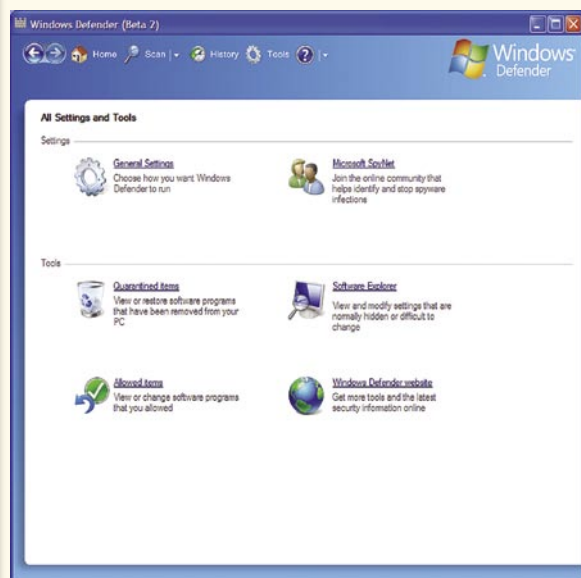 Windows Defender (Beta 2)
Home Scan History Tools
Windows
Defender
All Settings and Tools
Settings
General Settings
Choose how you want Windows
Defender to run
Microsoft SpyNet
Join the online community that
helps identify and stop spyware
infections
Tools
Quarantined items
View or restore software programs
that have been removed from your
PC
Software Explorer
View and modify settings that are
normally hidden or difficult to
change
Allowed items
View or change software programs
that you allowed
Windows Defender website
Get more tools and the latest
security information online